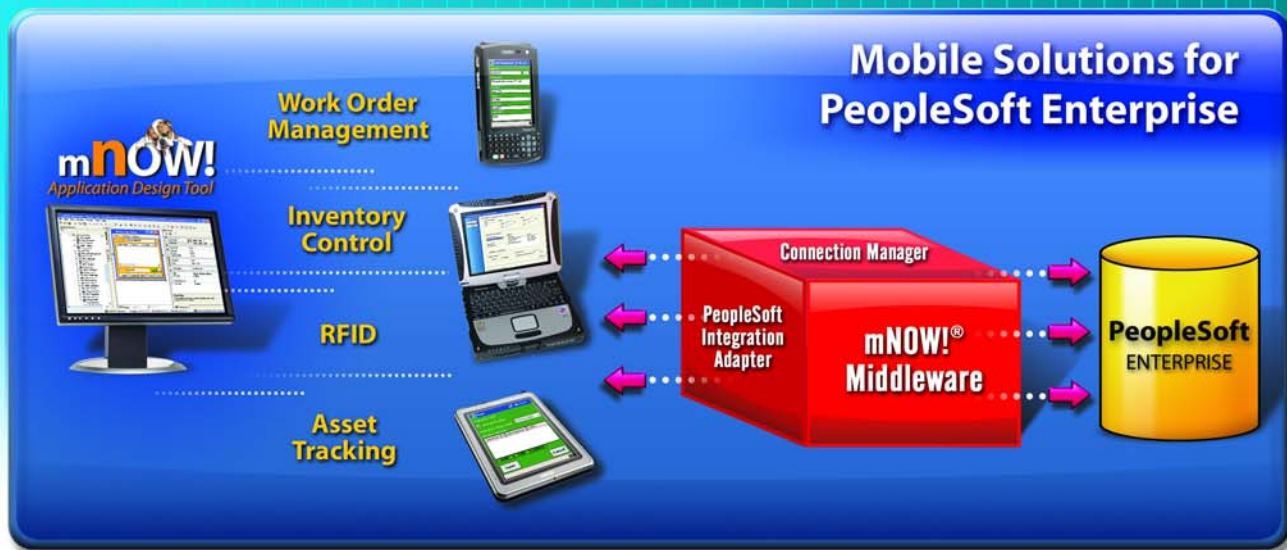 Mobile Solutions for
PeopleSoft Enterprise
mnOW!
Application Design Tool
Work Order
Management
Inventory
Control
RFID
Asset
Tracking
Connection Manager
PeopleSoft
Integration
Adapter
mNOW!®
Middleware
PeopleSoft
ENTERPRISE